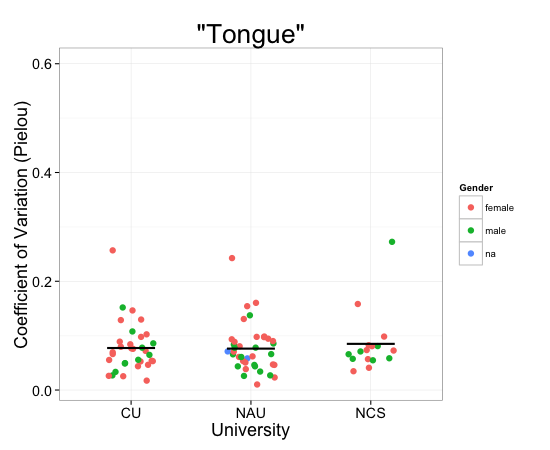 "Tongue"
Coefficient of Variation (Pielou)
0.6
0.4
0.2
0.0
CU
NAU
NCS
University
Gender
female
male
na